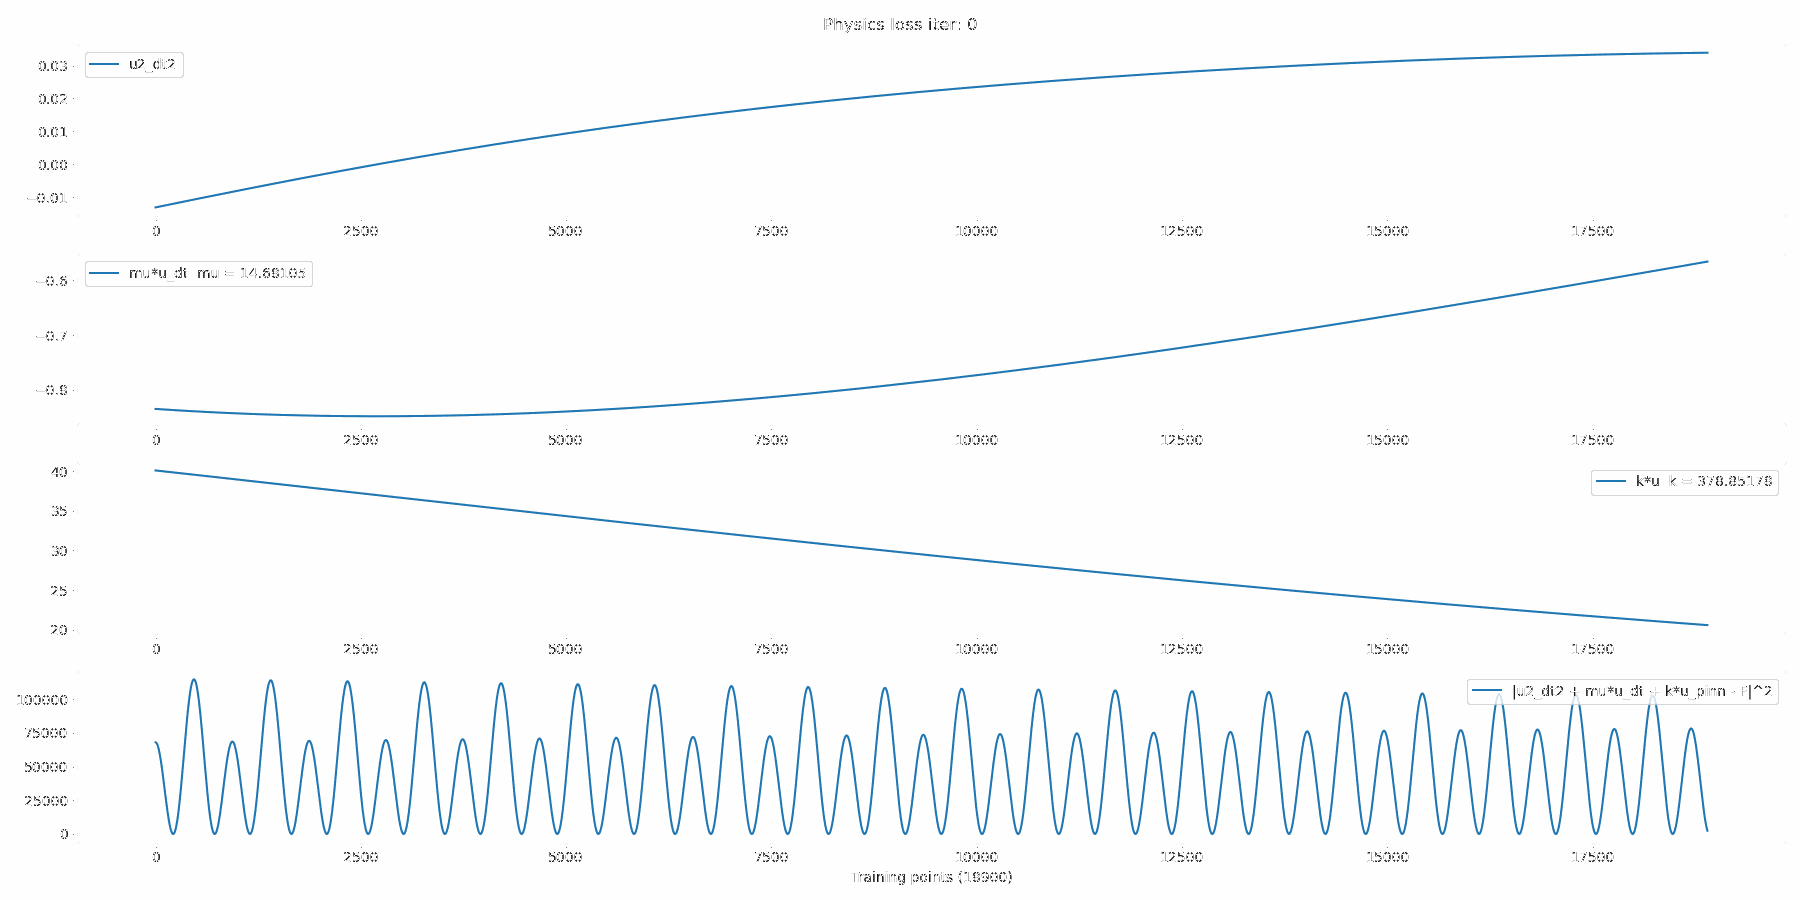 Physics loss iter: 0
u2_dt2
0.03
0.02
0.01
0.00
−0.01
0 2500 5000 7500 10000 12500 15000 17500
mu*u_dt mu = 14.68105
−0.6
−0.7
−0.8
0 2500 5000 7500 10000 12500 15000 17500
k*u k = 378.85178
40
35
30
25
20
0 2500 5000 7500 10000 12500 15000 17500
|u2_dt2 + mu*u_dt + k*u_pinn - F|^2
100000
75000
50000
25000
0
0 2500 5000 7500 10000 12500 15000 17500
Training points (18900)